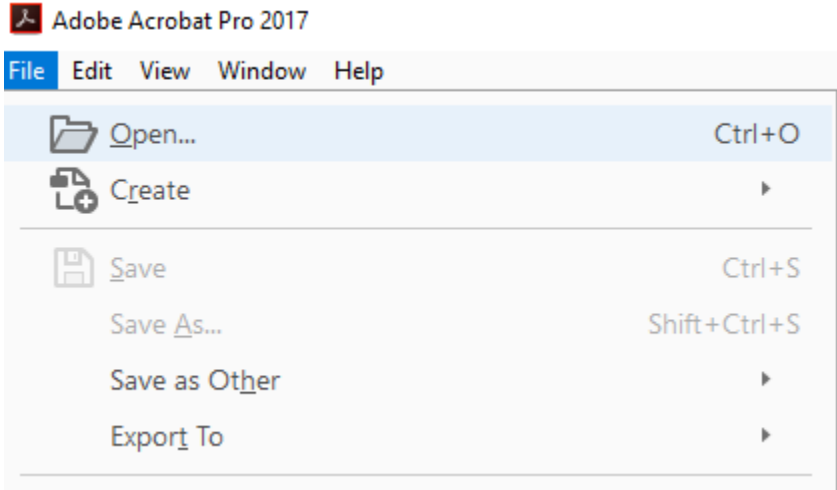 Adobe Acrobat Pro 2017
File Edit View Window Help
Open... Ctrl+O
Create
Save Ctrl+S
Save As... Shift+Ctrl+S
Save as Other
Export To